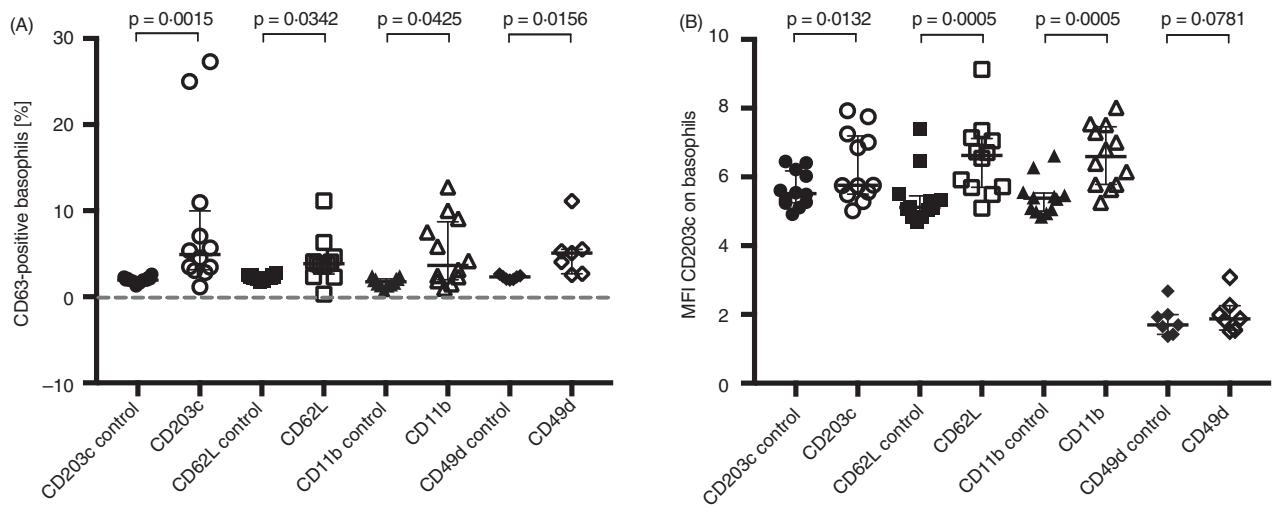 (A)
p = 0·0015 p = 0·0342 p = 0·0425 p = 0·0156
CD63-positive basophils [%]
30
20
10
0
−10
CD203c control
CD203c
CD62L control
CD62L
CD11b control
CD11b
CD49d control
CD49d
(B)
p = 0·0132 p = 0·0005 p = 0·0005 p = 0·0781
MFI CD203c on basophils
10
8
6
4
2
0
CD203c control
CD203c
CD62L control
CD62L
CD11b control
CD11b
CD49d control
CD49d